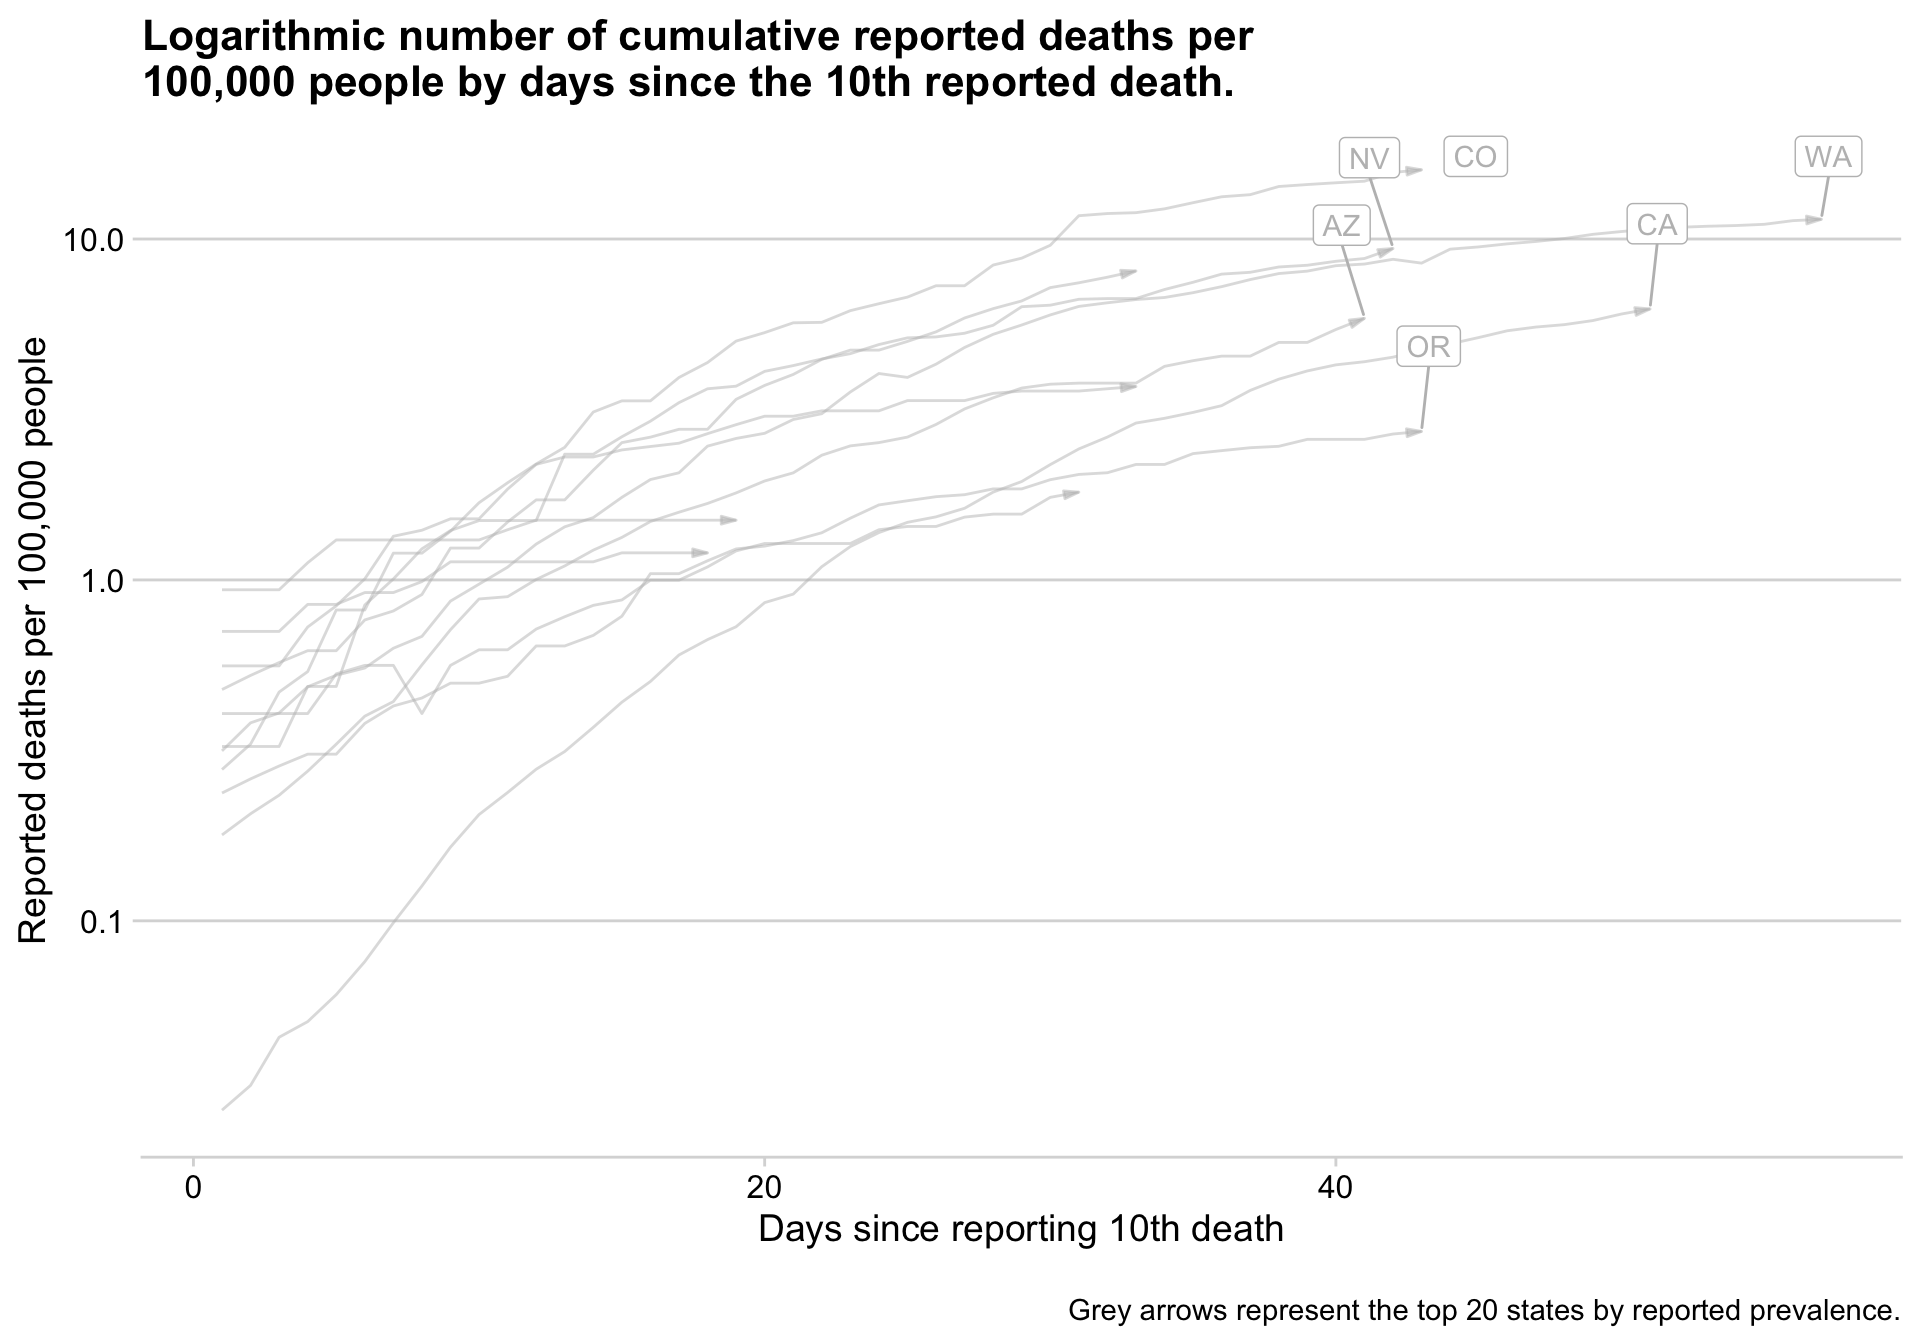 Logarithmic number of cumulative reported deaths per
100,000 people by days since the 10th reported death.
NV
CO
WA
AZ
CA
OR
10.0
1.0
0.1
Reported deaths per 100,000 people
0
20
40
Days since reporting 10th death
Grey arrows represent the top 20 states by reported prevalence.